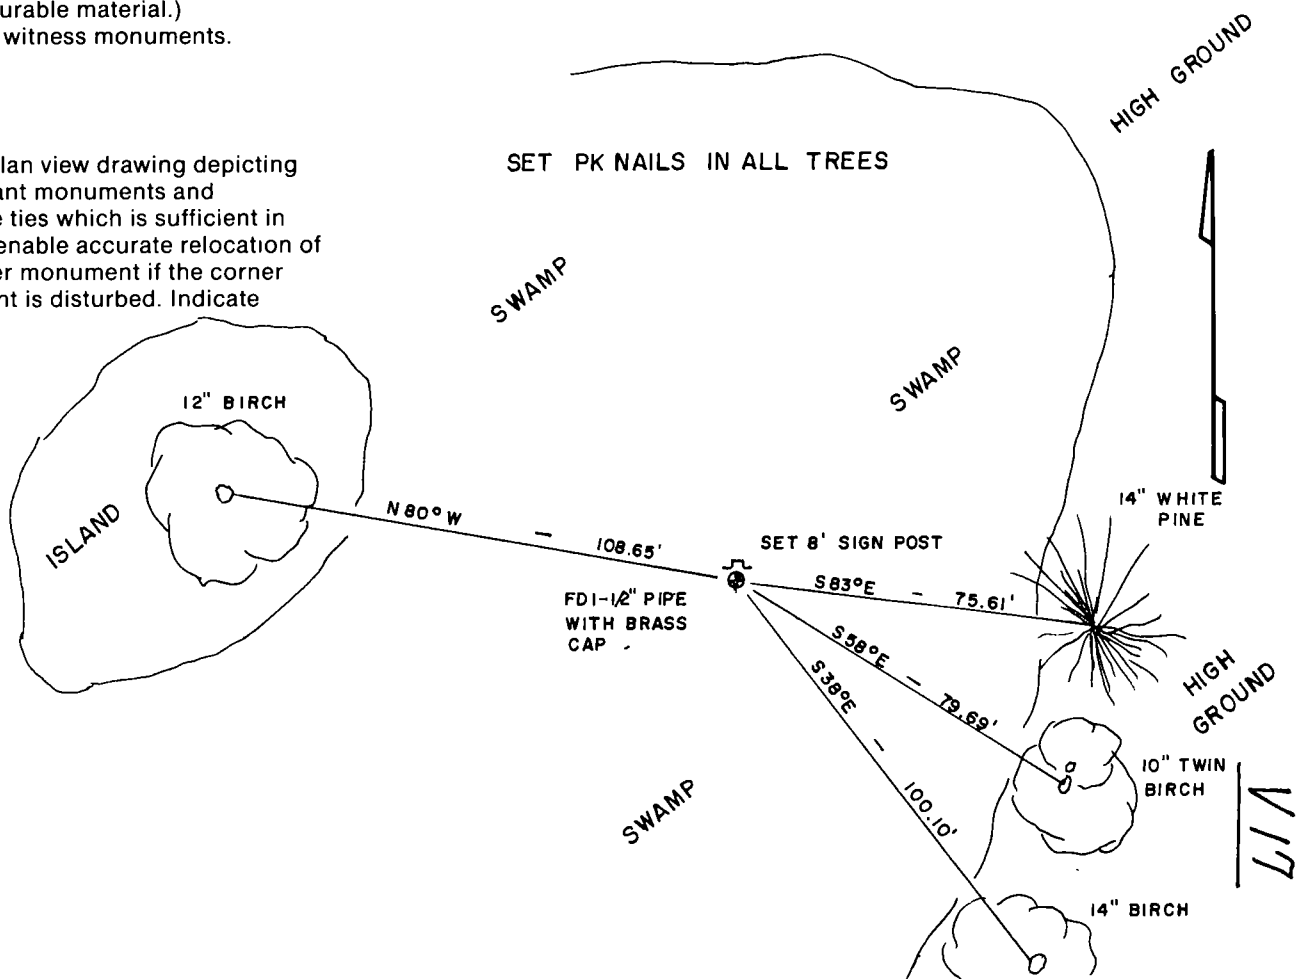 urable material.)
witness monuments.
lan view drawing depicting
ant monuments and
e ties which is sufficient in
enable accurate relocation of
er monument if the corner
nt is disturbed. Indicate
HIGH GROUND
SET PK NAILS IN ALL TREES
SWAMP
SWAMP
12" BIRCH
ISLAND
N 80° W - 108.65'
14" WHITE
PINE
SET 8' SIGN POST
FD 1-1/2" PIPE
WITH BRASS
CAP
S 83° E - 75.61'
S 58° E - 79.69'
S 38° E - 100.10'
HIGH
GROUND
10" TWIN
BIRCH
SWAMP
14" BIRCH